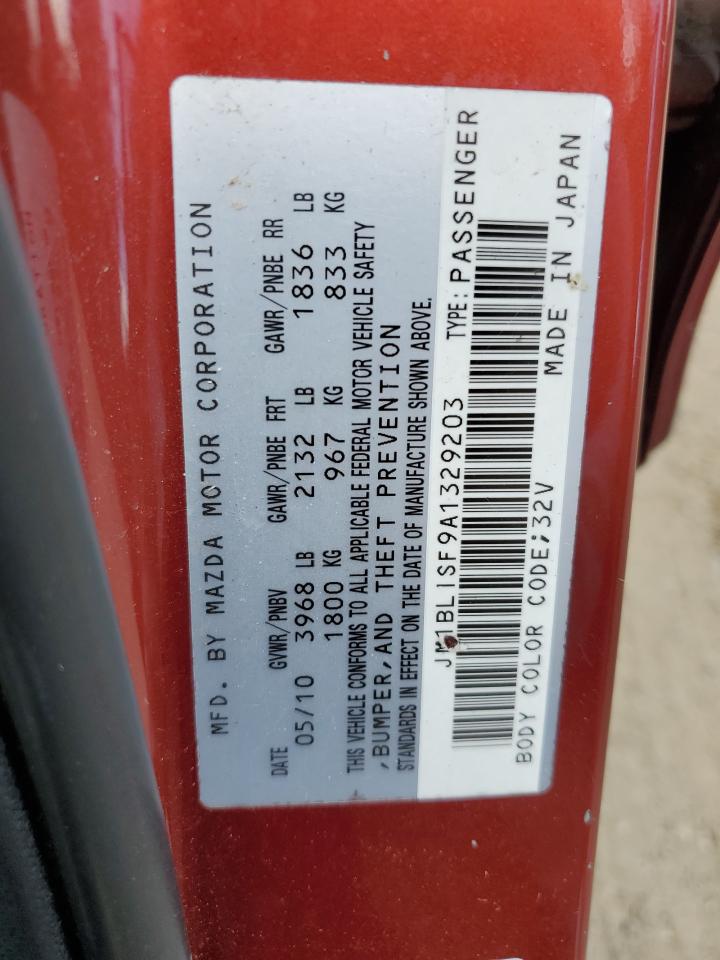 MFD. BY MAZDA MOTOR CORPORATION
DATE GVWR/PNBV GAWR/PNBE FRT GAWR/PNBE RR
05/10 3968 LB 2132 LB 1836 LB
1800 KG 967 KG 833 KG
THIS VEHICLE CONFORMS TO ALL APPLICABLE FEDERAL MOTOR VEHICLE SAFETY
,BUMPER,AND THEFT PREVENTION
STANDARDS IN EFFECT ON THE DATE OF MANUFACTURE SHOWN ABOVE.
JM1BL1SF9A1329203 TYPE: PASSENGER
BODY COLOR CODE;32V MADE IN JAPAN